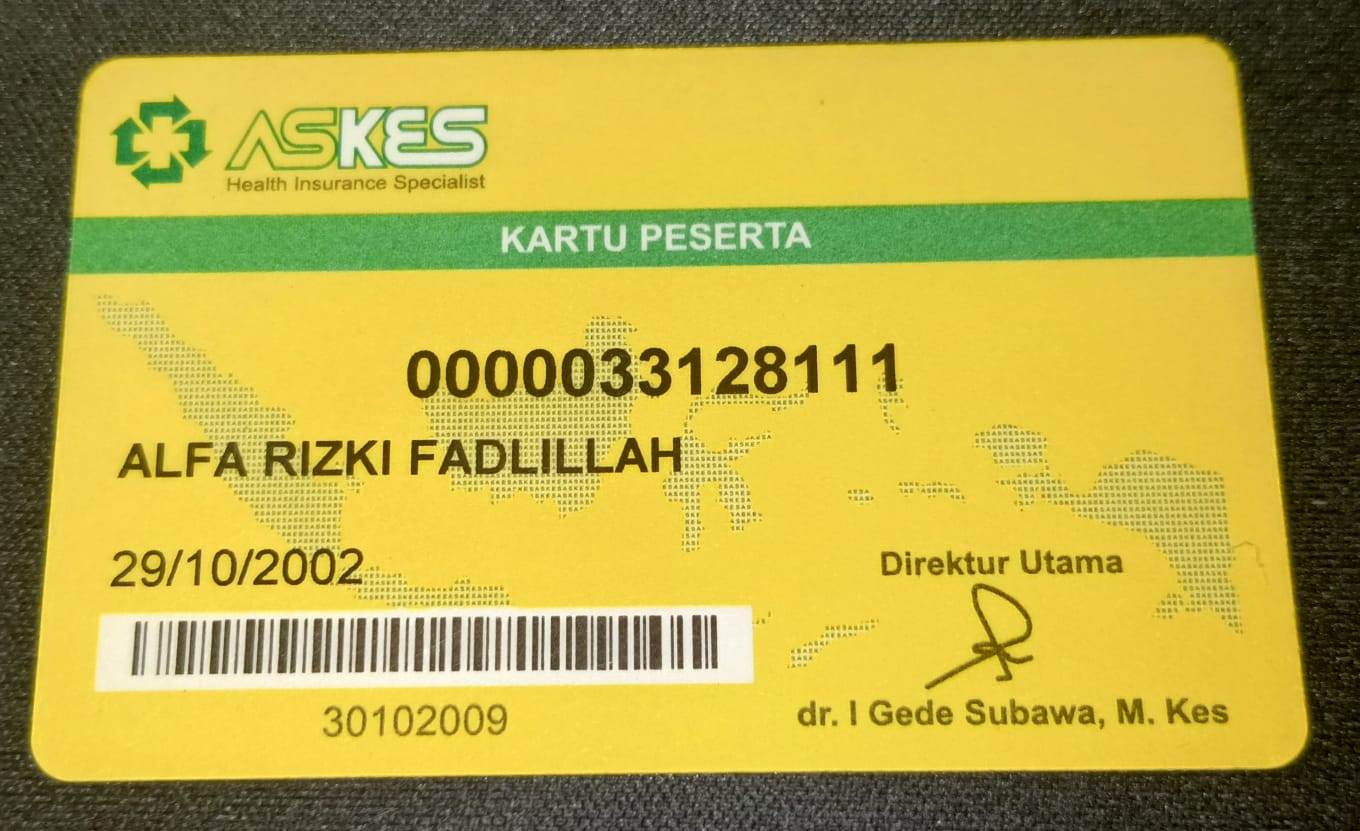 ASKES
Health Insurance Specialist
KARTU PESERTA
0000033128111
ALFA RIZKI FADLILLAH
29/10/2002
Direktur Utama
30102009
dr. I Gede Subawa, M. Kes